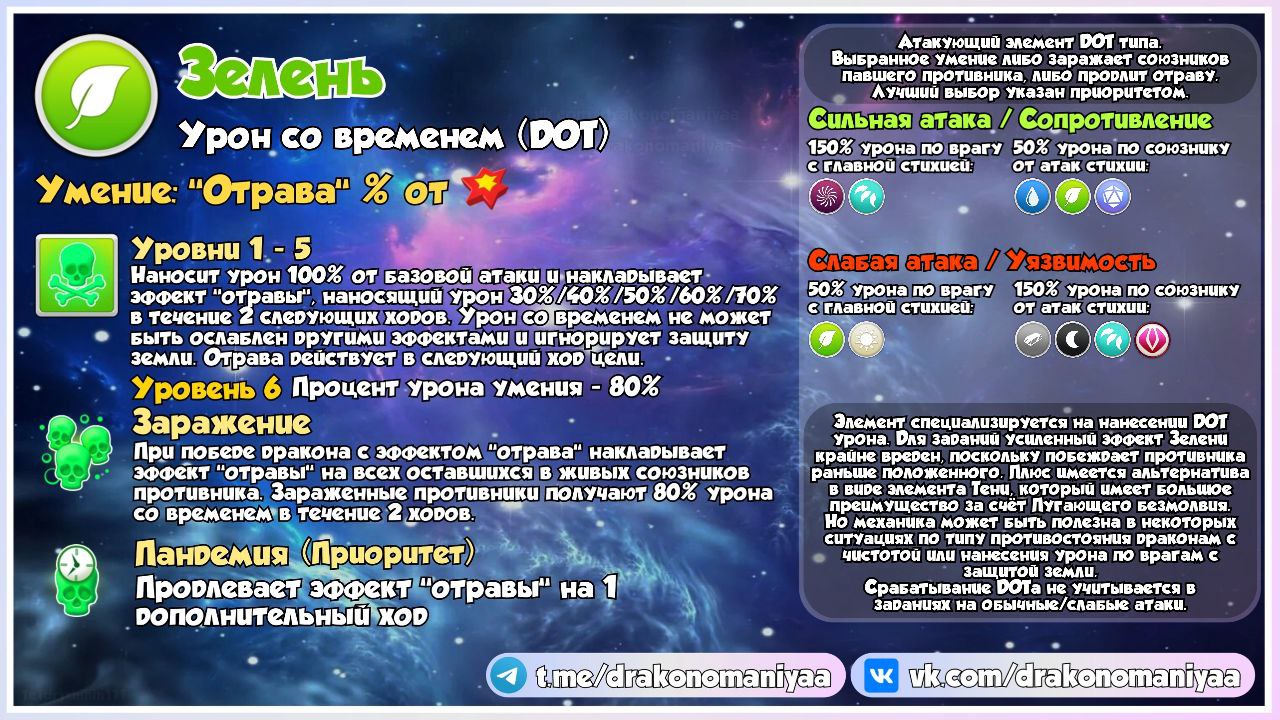 Зелень
Урон со временем (DOT)
Умение: "Отрава" % от
Уровни 1 - 5
Наносит урон 100% от базовой атаки и накладывает
эффект "отравы", наносящий урон 30%/40%/50%/60%/70%
в течение 2 следующих ходов. Урон со временем не может
быть ослаблен другими эффектами и игнорирует защиту
земли. Отрава действует в следующий ход цели.
Уровень 6 Процент урона умения - 80%
Заражение
При победе дракона с эффектом "отрава" накладывает
эффект "отравы" на всех оставшихся в живых союзников
противника. Зараженные противники получают 80% урона
со временем в течение 2 ходов.
Пандемия (Приоритет)
Продлевает эффект "отравы" на 1
дополнительный ход
Атакующий элемент DOT типа.
Выбранное умение либо заражает союзников
павшего противника, либо продлит отраву.
Лучший выбор указан приоритетом.
Сильная атака / Сопротивление
150% урона по врагу
с главной стихией:
50% урона по союзнику
от атак стихии:
Слабая атака / Уязвимость
50% урона по врагу
с главной стихией:
150% урона по союзнику
от атак стихии:
Элемент специализируется на нанесении DOT
урона. Для заданий усиленный эффект Зелени
крайне вреден, поскольку побеждает противника
раньше положенного. Плюс имеется альтернатива
в виде элемента Тени, который имеет большое
преимущество за счёт Пугающего Безмолвия.
Но механика может быть полезна в некоторых
ситуациях по типу противостояния драконам с
чистотой или нанесения урона по врагам с
защитой земли.
Срабатывание DOTа не учитывается в
заданиях на обычные/слабые атаки.
t.me/drakonomaniyaa
vk.com/drakonomaniyaa